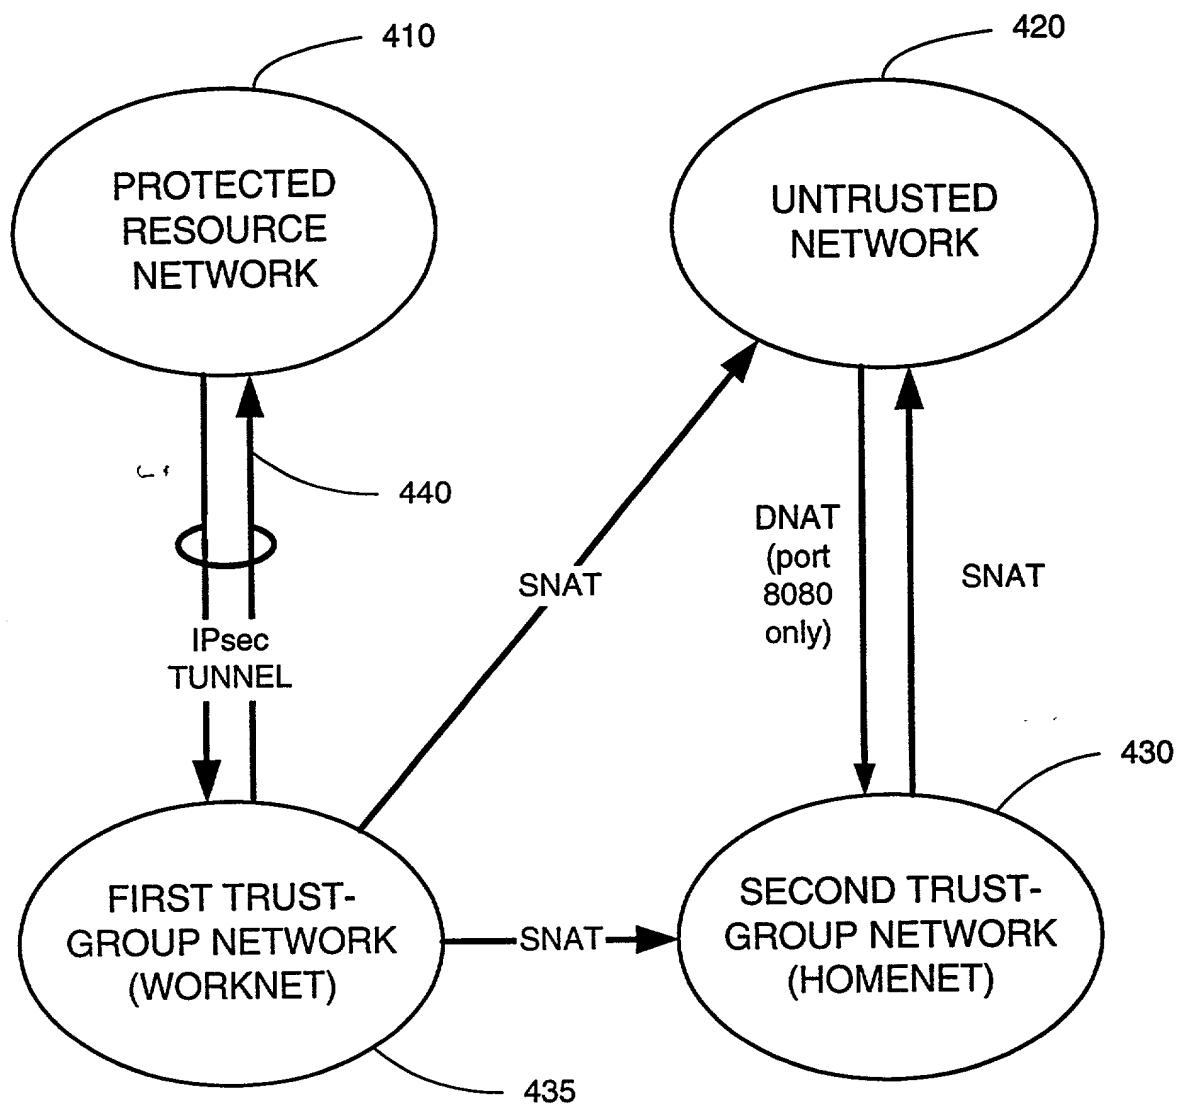 410
420
PROTECTED
RESOURCE
NETWORK
UNTRUSTED
NETWORK
440
DNAT
(port
8080
only)
SNAT
SNAT
IPsec
TUNNEL
430
FIRST TRUST-
GROUP NETWORK
(WORKNET)
SNAT
SECOND TRUST-
GROUP NETWORK
(HOMENET)
435